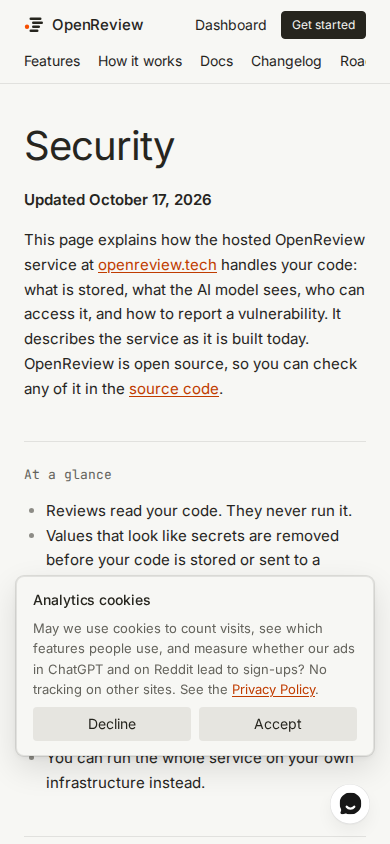 OpenReview
Dashboard
Get started
Features How it works Docs Changelog Roa
Security
Updated October 17, 2026
This page explains how the hosted OpenReview
service at openreview.tech handles your code:
what is stored, what the AI model sees, who can
access it, and how to report a vulnerability. It
describes the service as it is built today.
OpenReview is open source, so you can check
any of it in the source code.
At a glance
Reviews read your code. They never run it.
Values that look like secrets are removed
before your code is stored or sent to a
Analytics cookies
May we use cookies to count visits, see which
features people use, and measure whether our ads
in ChatGPT and on Reddit lead to sign-ups? No
tracking on other sites. See the Privacy Policy.
Decline
Accept
You can run the whole service on your own
infrastructure instead.